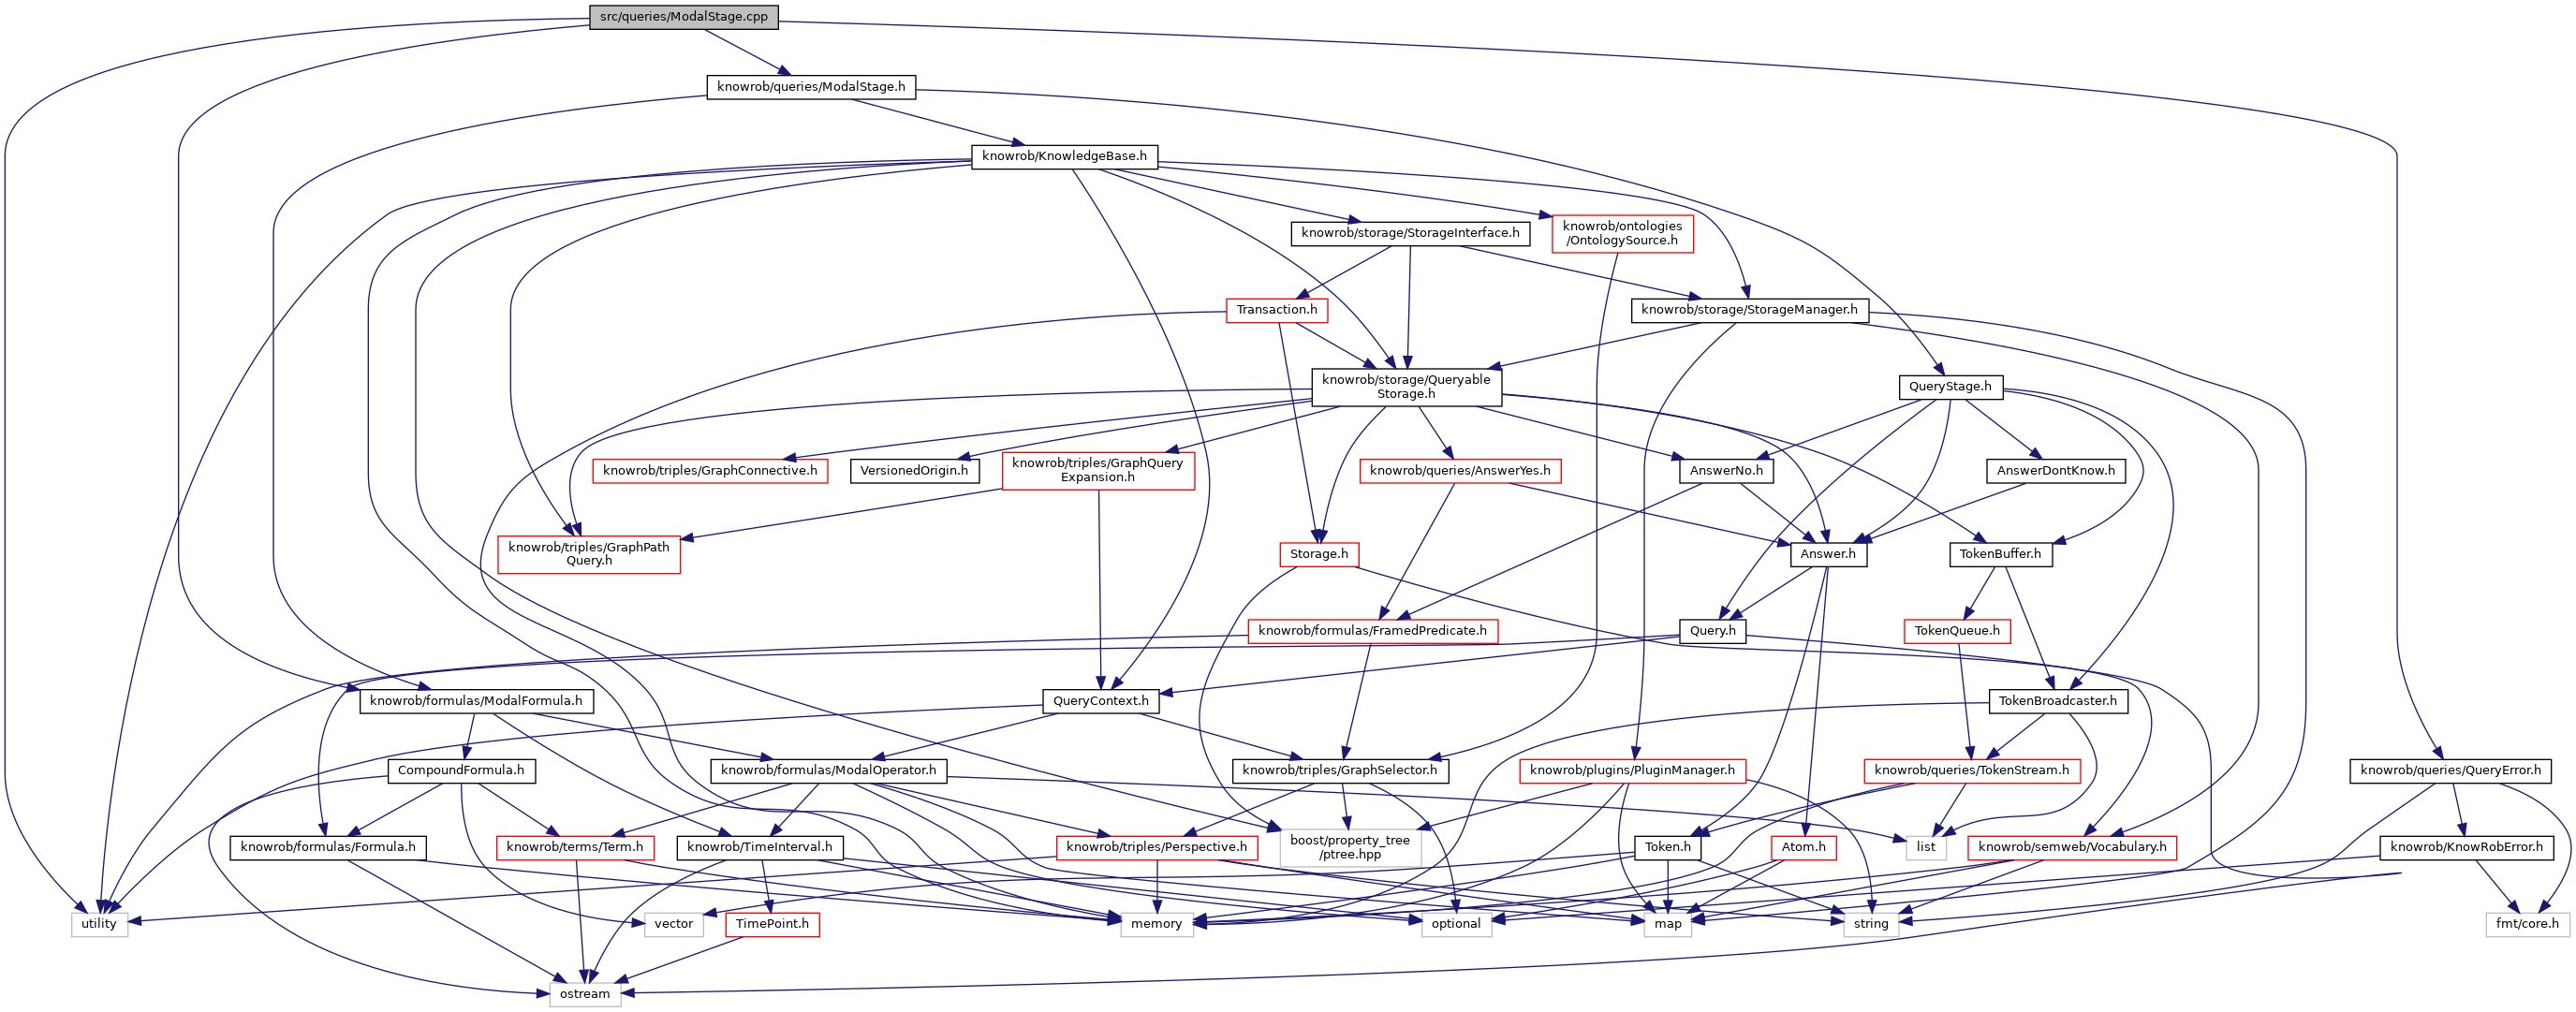 src/queries/ModalStage.cpp
knowrob/queries/ModalStage.h
knowrob/KnowledgeBase.h
knowrob/storage/StorageInterface.h
knowrob/ontologies
/OntologySource.h
Transaction.h
knowrob/storage/StorageManager.h
knowrob/storage/Queryable
Storage.h
QueryStage.h
knowrob/triples/GraphConnective.h
VersionedOrigin.h
knowrob/triples/GraphQuery
Expansion.h
knowrob/queries/AnswerYes.h
AnswerNo.h
AnswerDontKnow.h
knowrob/triples/GraphPath
Query.h
Storage.h
Answer.h
TokenBuffer.h
knowrob/formulas/FramedPredicate.h
Query.h
TokenQueue.h
knowrob/formulas/ModalFormula.h
QueryContext.h
TokenBroadcaster.h
CompoundFormula.h
knowrob/formulas/ModalOperator.h
knowrob/triples/GraphSelector.h
knowrob/plugins/PluginManager.h
knowrob/queries/TokenStream.h
knowrob/queries/QueryError.h
knowrob/formulas/Formula.h
knowrob/terms/Term.h
knowrob/TimeInterval.h
knowrob/triples/Perspective.h
boost/property_tree
/ptree.hpp
Token.h
Atom.h
list
knowrob/semweb/Vocabulary.h
knowrob/KnowRobError.h
utility
vector
TimePoint.h
memory
optional
map
string
fmt/core.h
ostream